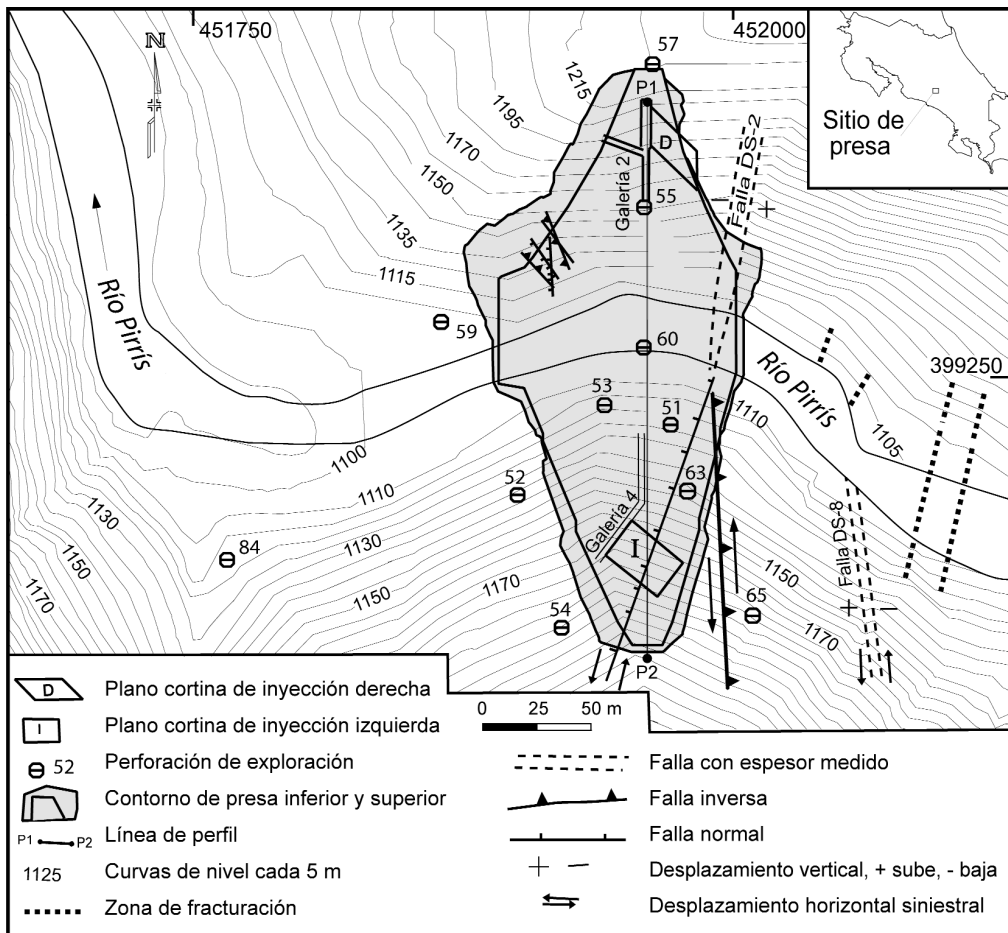 451750
452000
N
57
1215
P1
1195
D
Sitio de
presa
1170
Galería 2
Falla DS-2
1150
55
1135
+
1115
Río Pirrís
59
60
Río Pirrís
399250
53
51
1110
1105
1100
52
63
1110
Galería 4
Falla DS-8
1130
84
1130
I
1150
1150
1150
65
1170
1170
54
1170
P2
0 25 50 m
D Plano cortina de inyección derecha
I Plano cortina de inyección izquierda
52 Perforación de exploración
Contorno de presa inferior y superior
P1 P2 Línea de perfil
1125 Curvas de nivel cada 5 m
Zona de fracturación
Falla con espesor medido
Falla inversa
Falla normal
+ - Desplazamiento vertical, + sube, - baja
Desplazamiento horizontal siniestral